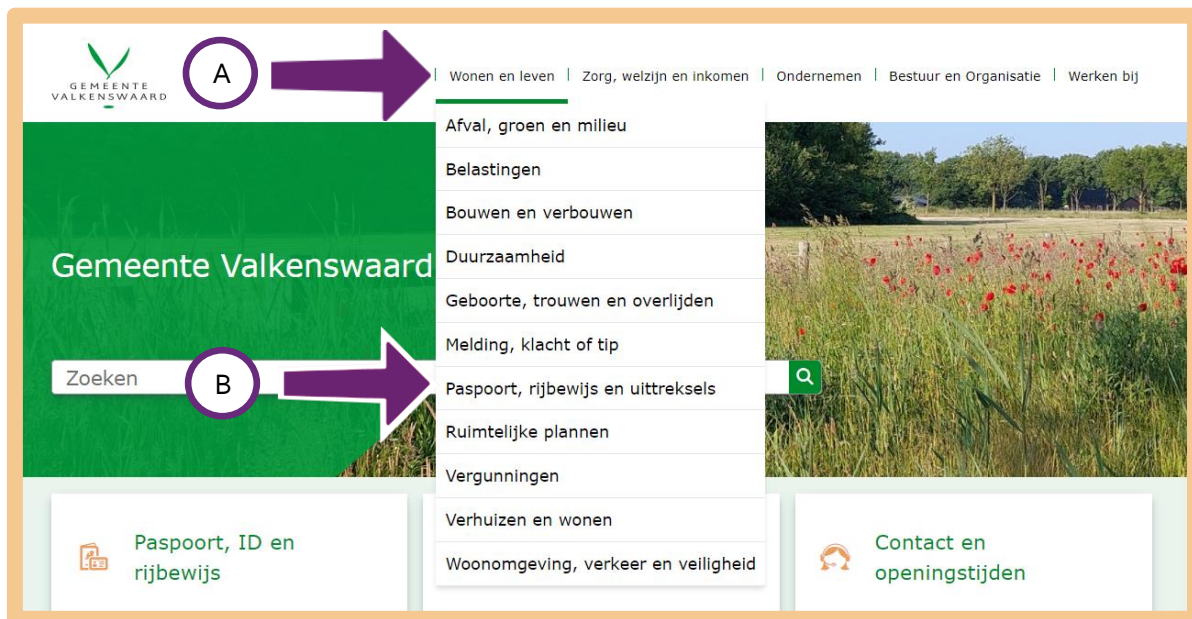 GEMEENTE
VALKENSWAARD
A
Wonen en leven
Zorg, welzijn en inkomen
Ondernemen
Bestuur en Organisatie
Werken bij
Afval, groen en milieu
Belastingen
Bouwen en verbouwen
Duurzaamheid
Gemeente Valkenswaard
Geboorte, trouwen en overlijden
Melding, klacht of tip
Zoeken
B
Paspoort, rijbewijs en uittreksels
Ruimtelijke plannen
Vergunningen
Verhuizen en wonen
Woonomgeving, verkeer en veiligheid
Paspoort, ID en
rijbewijs
Contact en
openingstijden